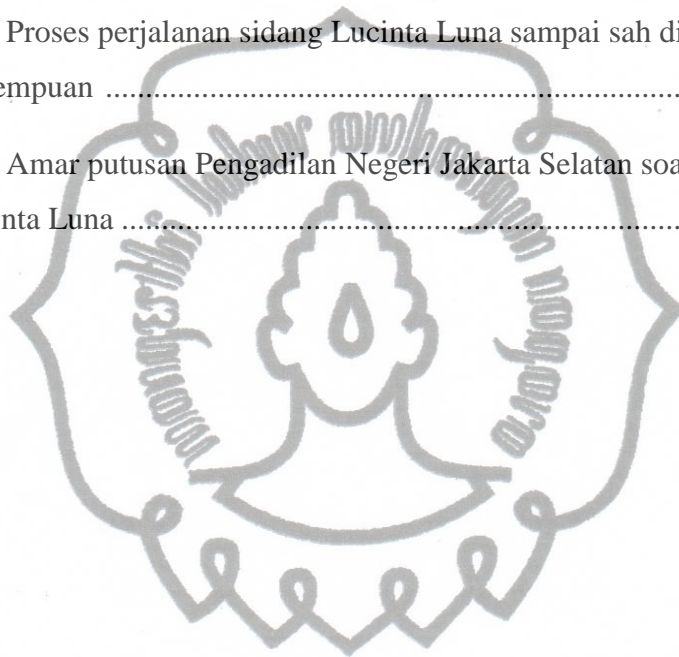 Proses perjalanan sidang Lucinta Luna sampai sah di
empuan ................................................................................
Amar putusan Pengadilan Negeri Jakarta Selatan soa
nta Luna ..............................................................................